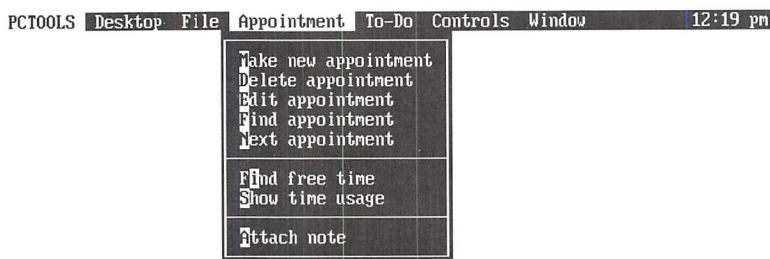 PCTOOLS Desktop File Appointment To-Do Controls Window 12:19 pm
Make new appointment
Delete appointment
Edit appointment
Find appointment
Next appointment
Find free time
Show time usage
Attach note